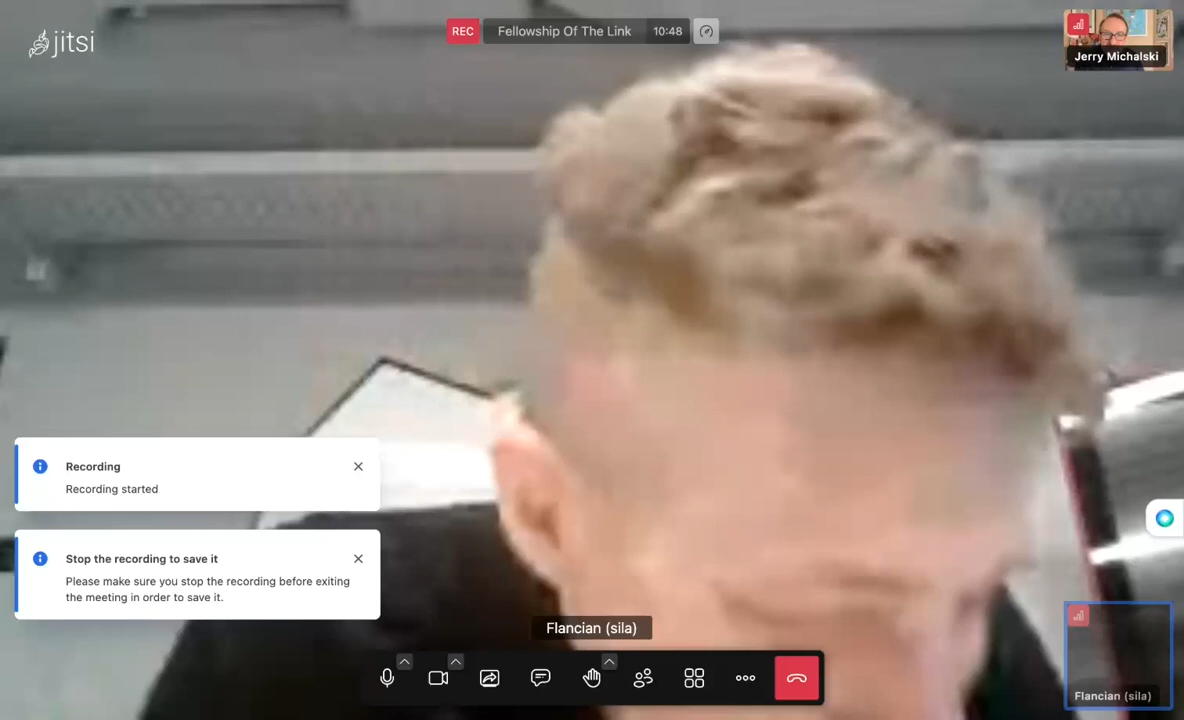 jitsi
REC
Fellowship Of The Link
10:48
Jerry Michalski
Recording
Recording started
Stop the recording to save it
Please make sure you stop the recording before exiting
the meeting in order to save it.
Flancian (sila)
Flancian (sila)